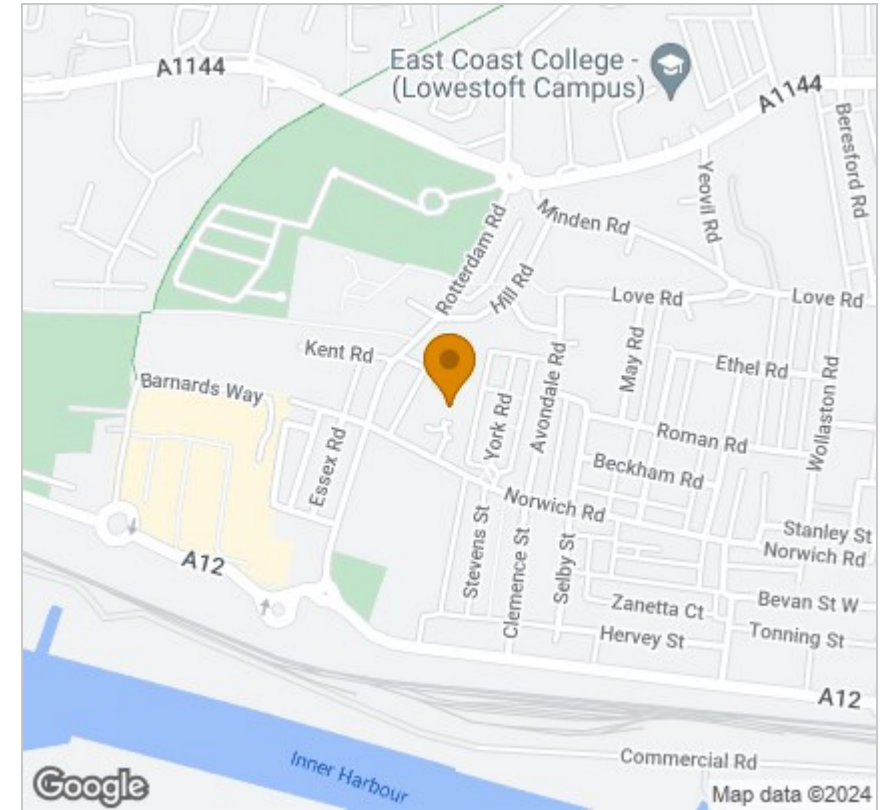 A1144
East Coast College -
(Lowestoft Campus)
A1144
Beresford Rd
Yeovil Rd
Minden Rd
Rotterdam Rd
Hill Rd
Love Rd
Love Rd
Kent Rd
May Rd
Ethel Rd
Barnards Way
Avondale Rd
York Rd
Wollaston Rd
Essex Rd
Roman Rd
Beckham Rd
Norwich Rd
Stanley St
Norwich Rd
Stevens St
Clemence St
Selby St
A12
Zanetta Ct
Bevan St W
Hervey St
Tonning St
A12
Inner Harbour
Commercial Rd
Google
Map data ©2024